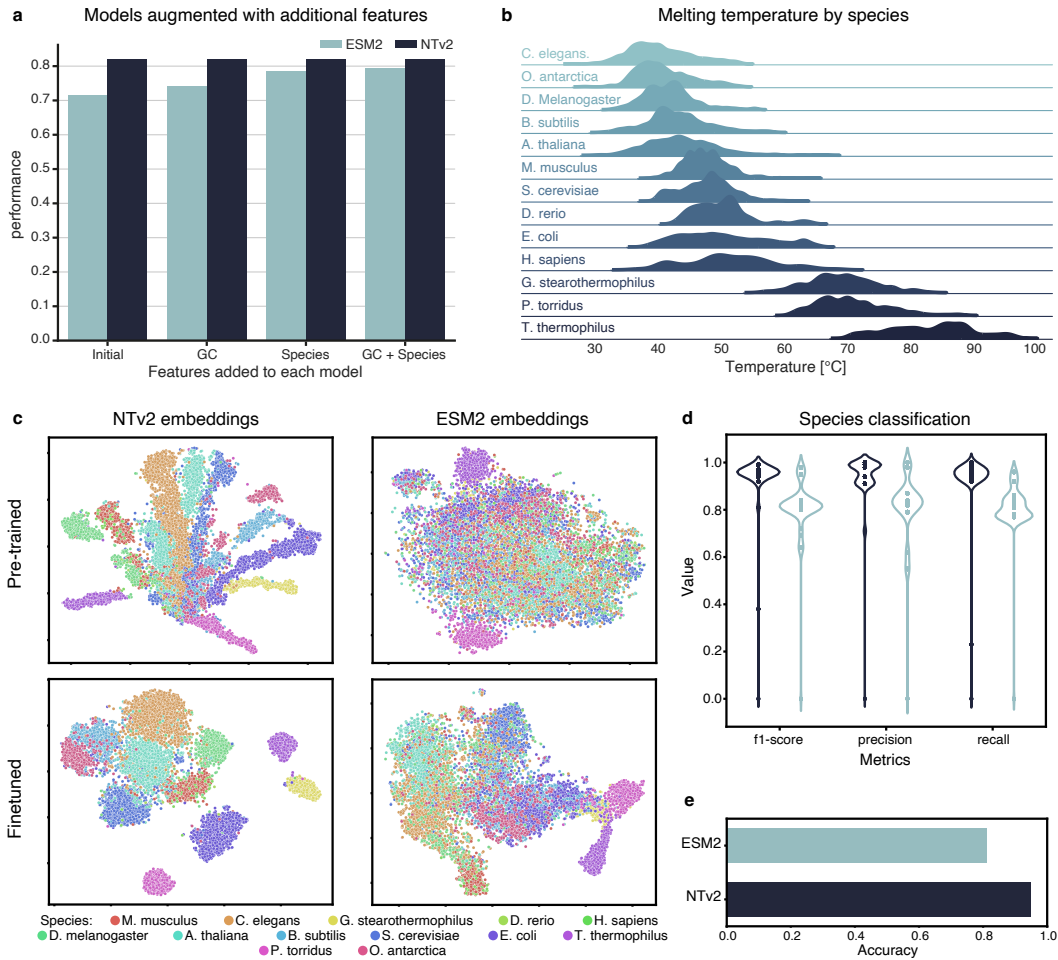 a
Models augmented with additional features
ESM2 NTv2
performance
0.8
0.7
0.6
0.5
0.4
0.3
0.2
0.1
0.0
Initial GC Species GC + Species
Features added to each model
b
Melting temperature by species
C. elegans.
O. antarctica
D. Melanogaster
B. subtilis
A. thaliana
M. musculus
S. cerevisiae
D. rerio
E. coli
H. sapiens
G. stearothermophilus
P. torridus
T. thermophilus
30 40 50 60 70 80 90 100
Temperature [°C]
c
NTv2 embeddings ESM2 embeddings
Pre-trained
Finetuned
Species: M. musculus C. elegans G. stearothermophilus D. rerio H. sapiens
D. melanogaster A. thaliana B. subtilis S. cerevisiae E. coli T. thermophilus
P. torridus O. antarctica
d
Species classification
Value
1.0
0.8
0.6
0.4
0.2
0.0
f1-score precision recall
Metrics
e
ESM2
NTv2
0.0 0.2 0.4 0.6 0.8 1.0
Accuracy